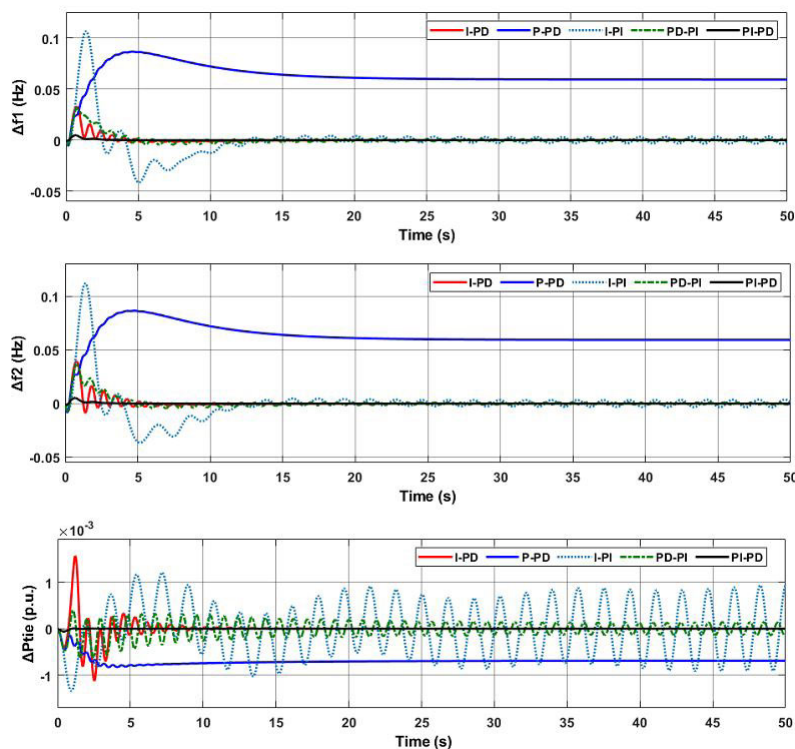 0.1
I-PD P-PD I-PI PD-PI PI-PD
0.05
Δf1 (Hz)
0
-0.05
0 5 10 15 20 25 30 35 40 45 50
Time (s)
I-PD P-PD I-PI PD-PI PI-PD
0.1
Δf2 (Hz)
0.05
0
-0.05
0 5 10 15 20 25 30 35 40 45 50
Time (s)
×10⁻³
I-PD P-PD I-PI PD-PI PI-PD
1
ΔPtie (p.u.)
0
-1
0 5 10 15 20 25 30 35 40 45 50
Time (s)